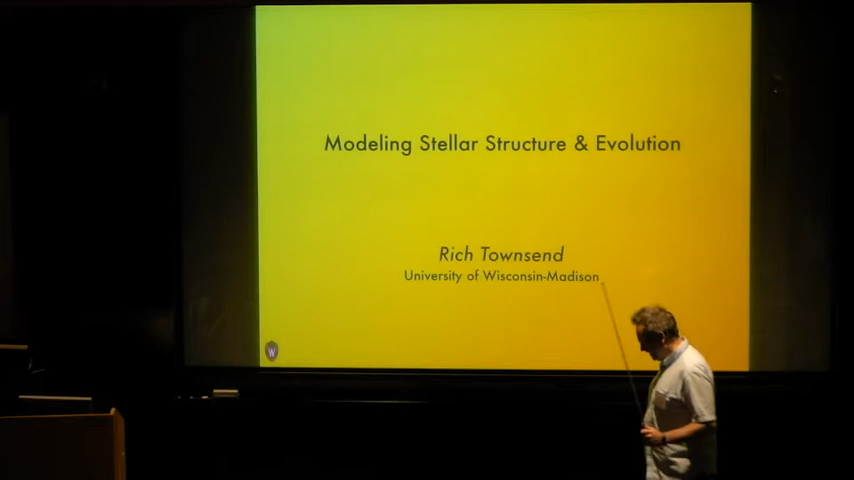 Modeling Stellar Structure & Evolution
Rich Townsend
University of Wisconsin-Madison
W